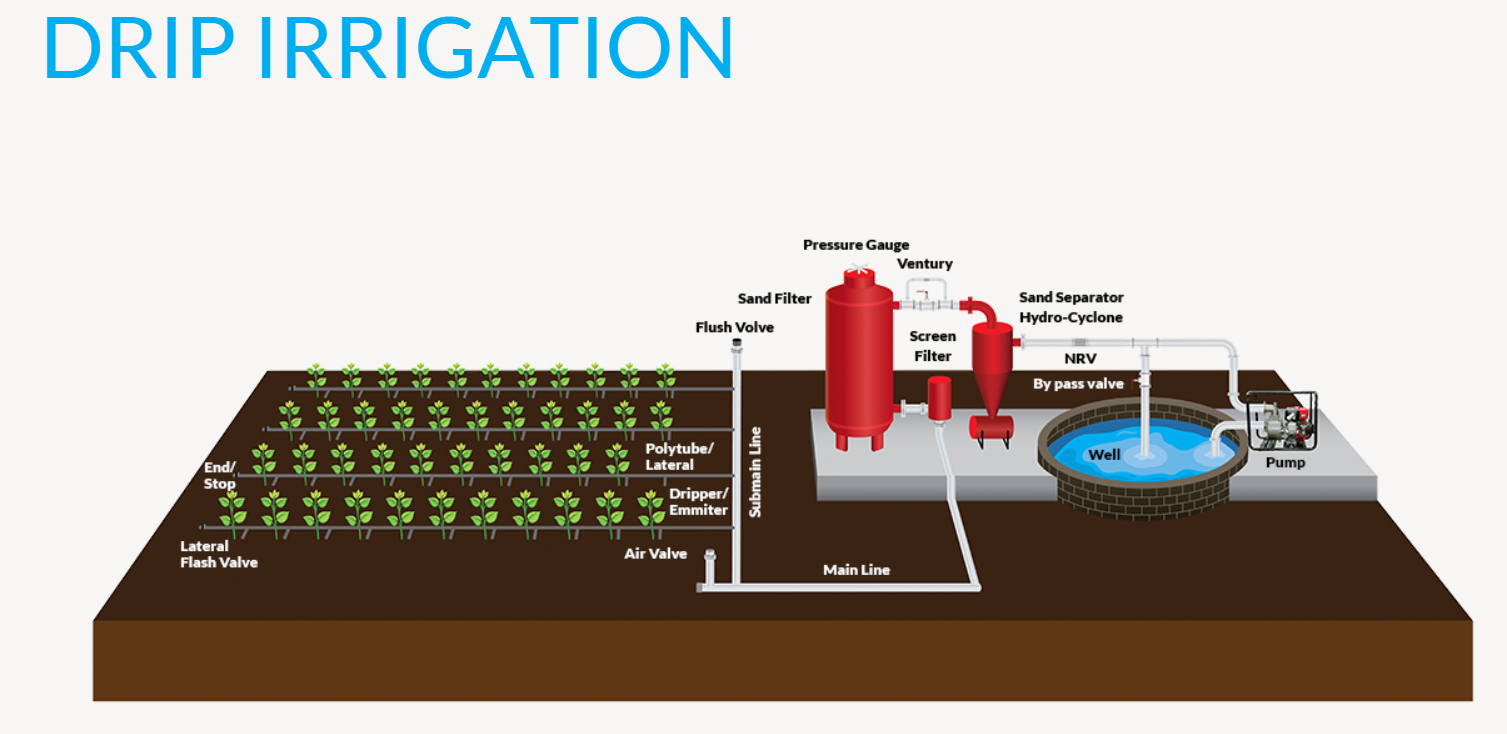 DRIP IRRIGATION
Pressure Gauge
Ventury
Sand Filter
Sand Separator
Hydro-Cyclone
Flush Volve
Screen
Filter
NRV
By pass valve
Well
Pump
Polytube/
Lateral
End/
Stop
Dripper/
Emmiter
Submain Line
Lateral
Flash Valve
Air Valve
Main Line